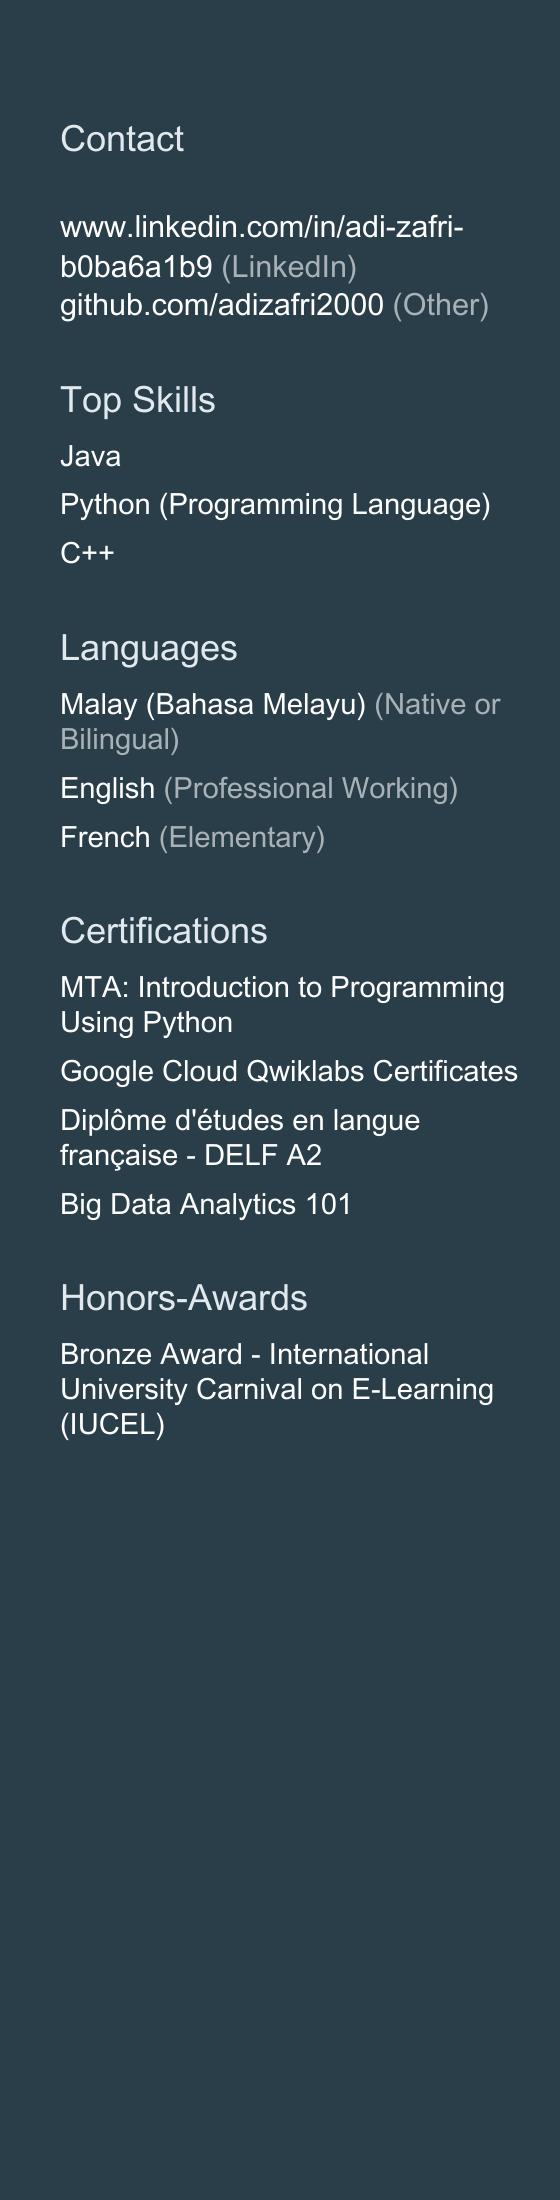 Contact
www.linkedin.com/in/adi-zafri-
b0ba6a1b9 (LinkedIn)
github.com/adizafri2000 (Other)
Top Skills
Java
Python (Programming Language)
C++
Languages
Malay (Bahasa Melayu) (Native or
Bilingual)
English (Professional Working)
French (Elementary)
Certifications
MTA: Introduction to Programming
Using Python
Google Cloud Qwiklabs Certificates
Diplôme d'études en langue
française - DELF A2
Big Data Analytics 101
Honors-Awards
Bronze Award - International
University Carnival on E-Learning
(IUCEL)